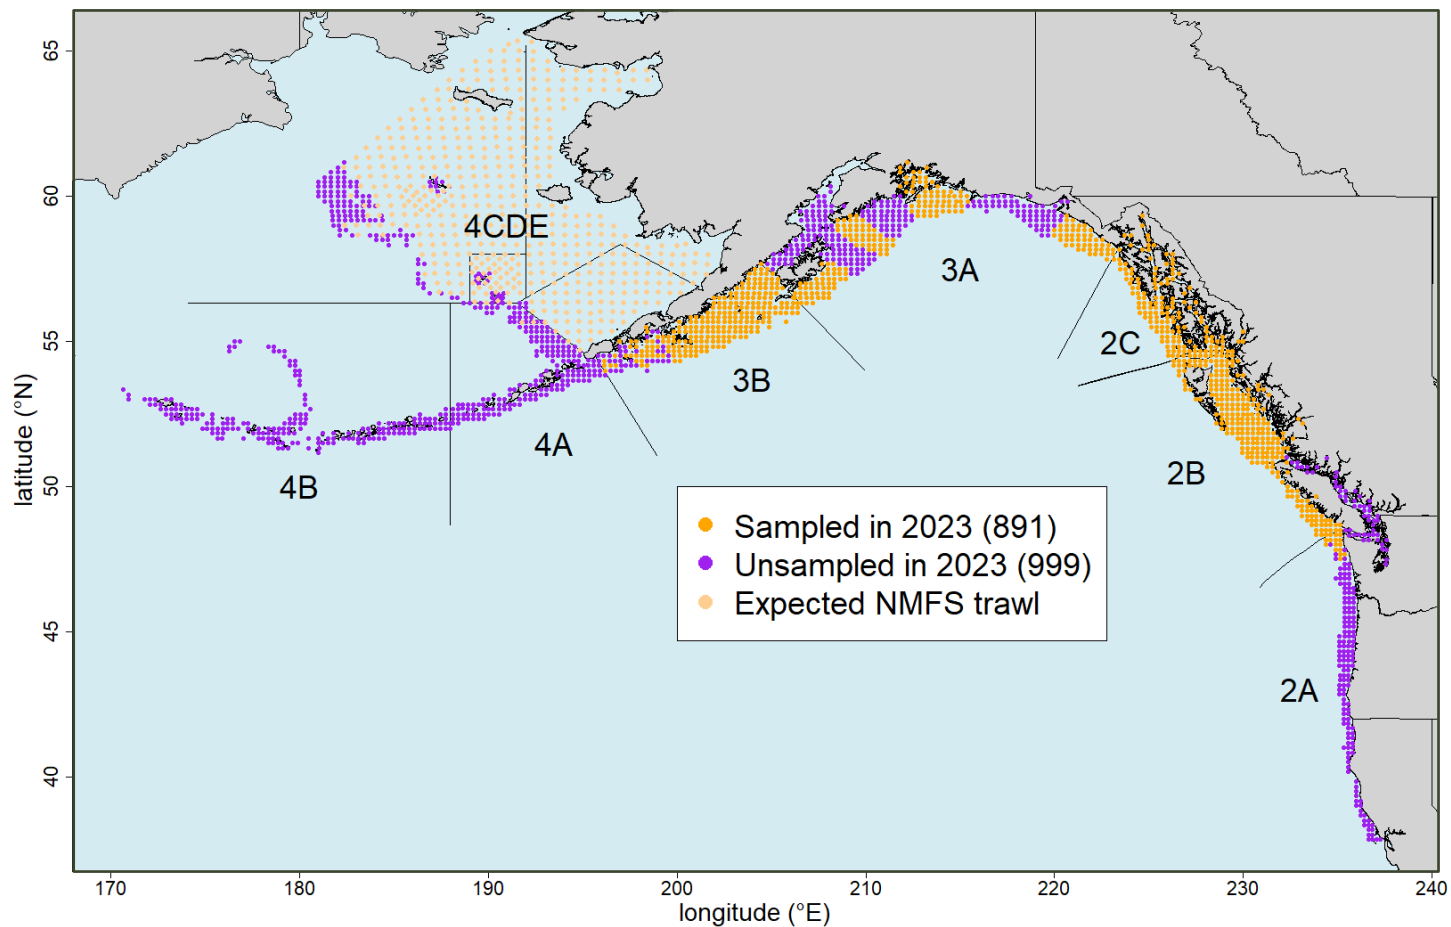 65
60
55
50
45
40
latitude (°N)
4CDE
3A
2C
3B
4A
4B
2B
2A
Sampled in 2023 (891)
Unsampled in 2023 (999)
Expected NMFS trawl
170
180
190
200
210
220
230
240
longitude (°E)